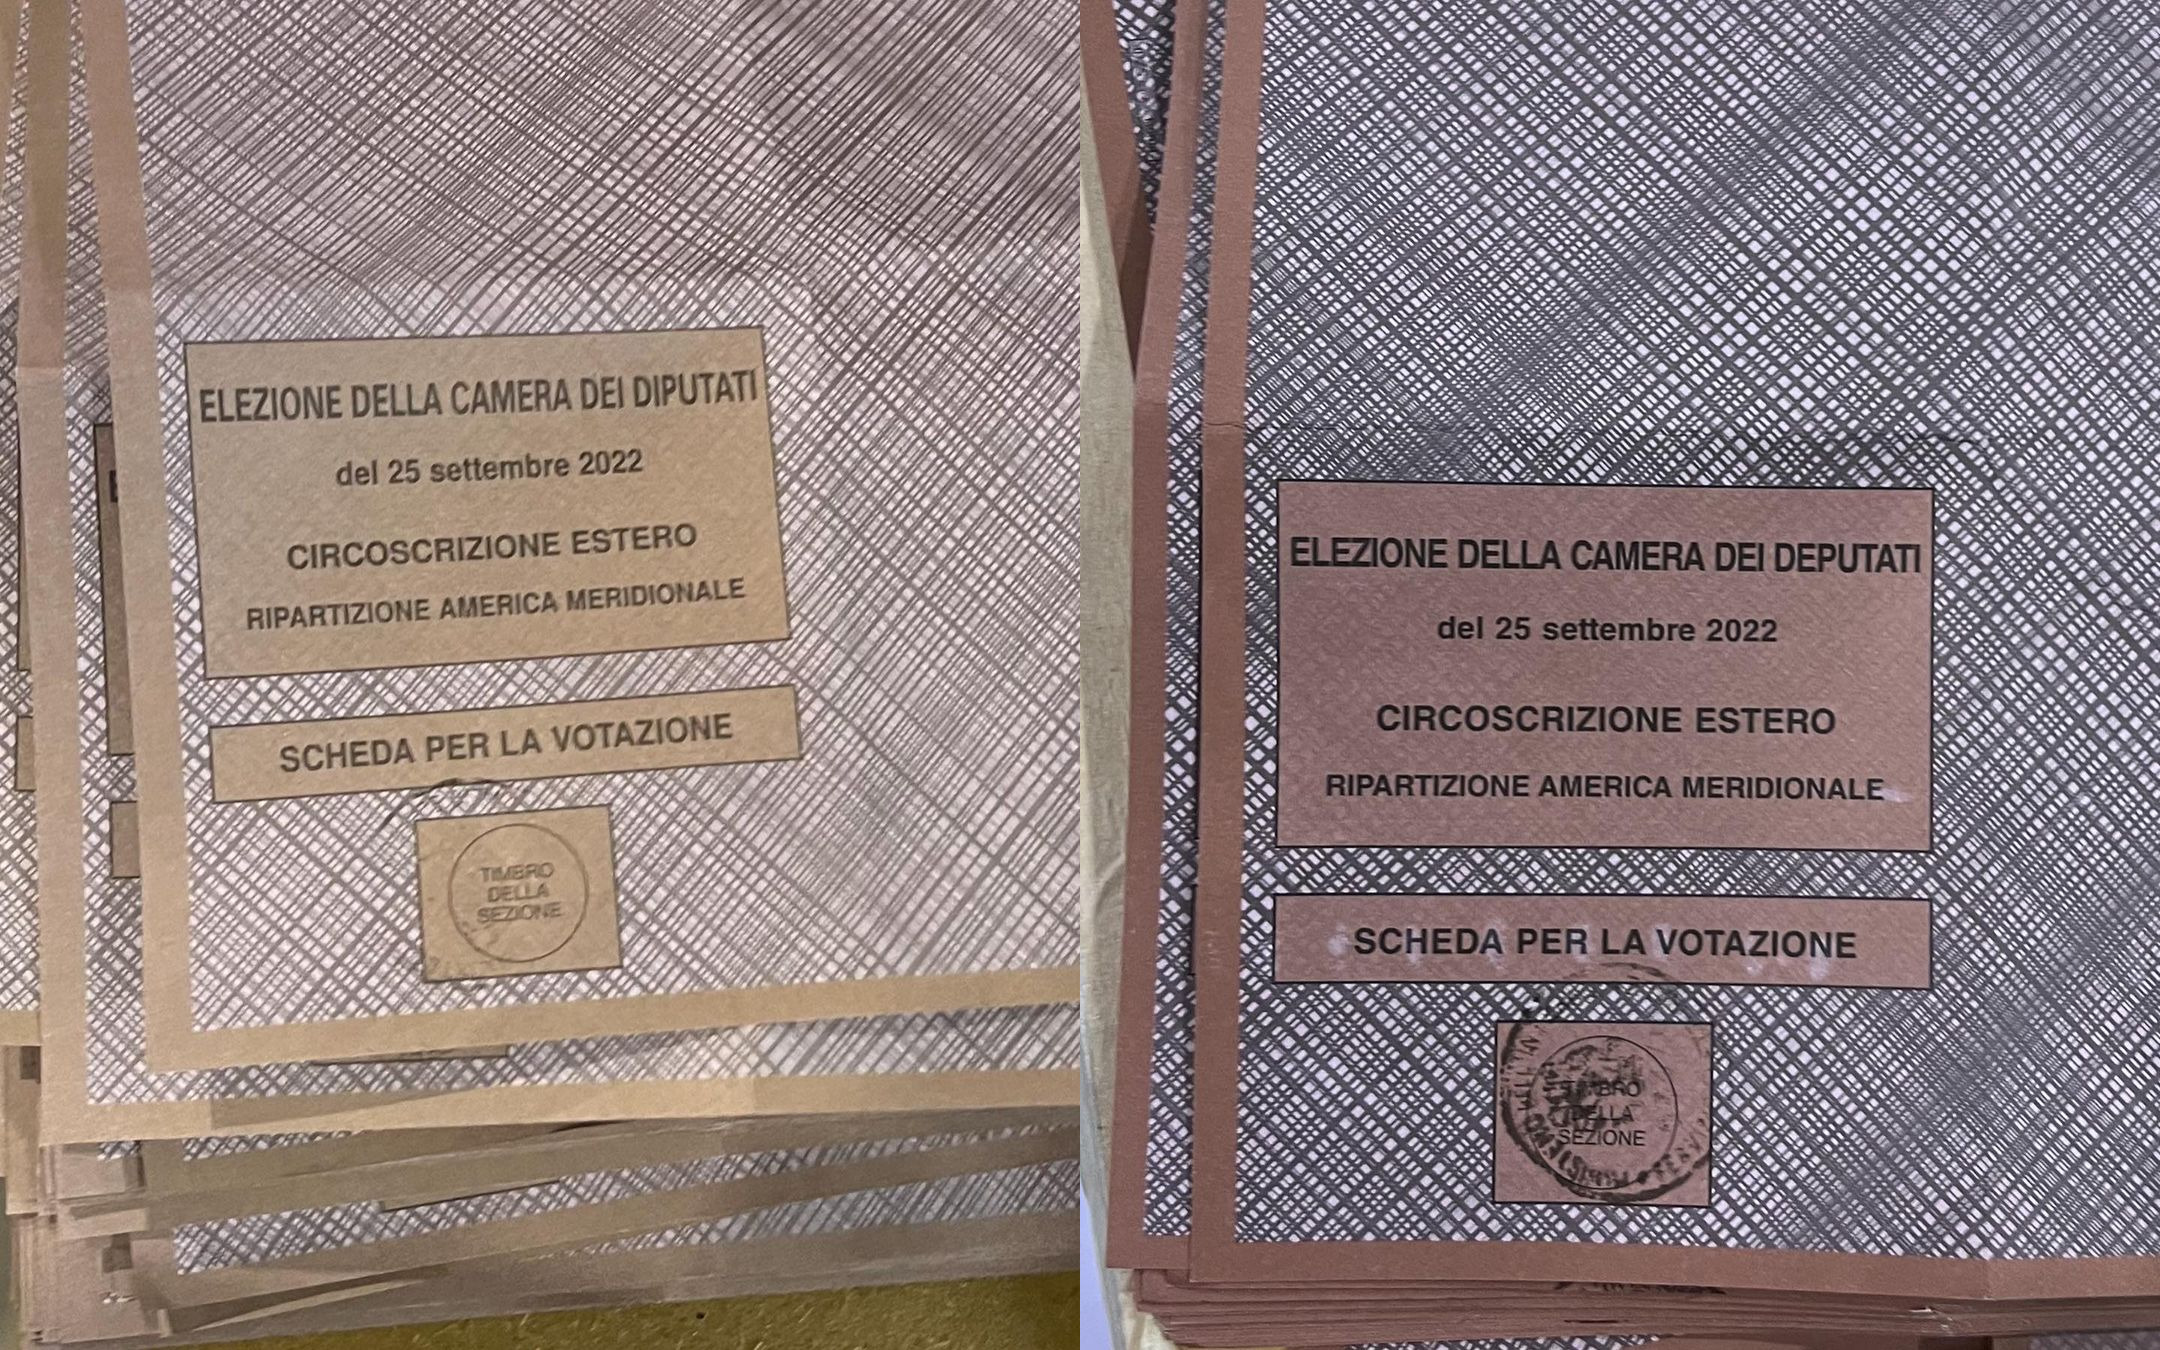 ELEZIONE DELLA CAMERA DEI DIPUTATI
del 25 settembre 2022
CIRCOSCRIZIONE ESTERO
RIPARTIZIONE AMERICA MERIDIONALE
SCHEDA PER LA VOTAZIONE
TIMBRO
DELLA
SEZIONE
ELEZIONE DELLA CAMERA DEI DEPUTATI
del 25 settembre 2022
CIRCOSCRIZIONE ESTERO
RIPARTIZIONE AMERICA MERIDIONALE
SCHEDA PER LA VOTAZIONE
TIMBRO
DELLA
SEZIONE